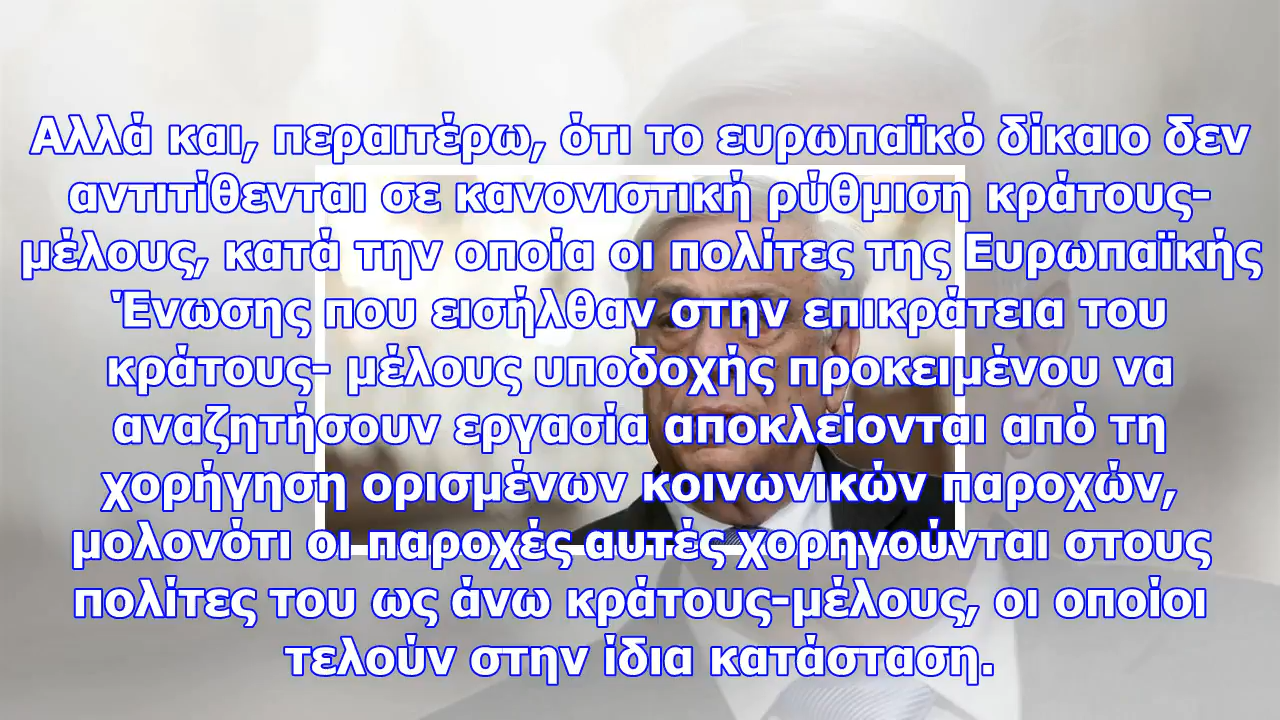 Αλλά και, περαιτέρω, ότι το ευρωπαϊκό δίκαιο δεν
αντιτίθενται σε κανονιστική ρύθμιση κράτους-
μέλους, κατά την οποία οι πολίτες της Ευρωπαϊκής
Ένωσης που εισήλθαν στην επικράτεια του
κράτους- μέλους υποδοχής προκειμένου να
αναζητήσουν εργασία αποκλείονται από τη
χορήγηση ορισμένων κοινωνικών παροχών,
μολονότι οι παροχές αυτές χορηγούνται στους
πολίτες του ως άνω κράτους-μέλους, οι οποίοι
τελούν στην ίδια κατάσταση.